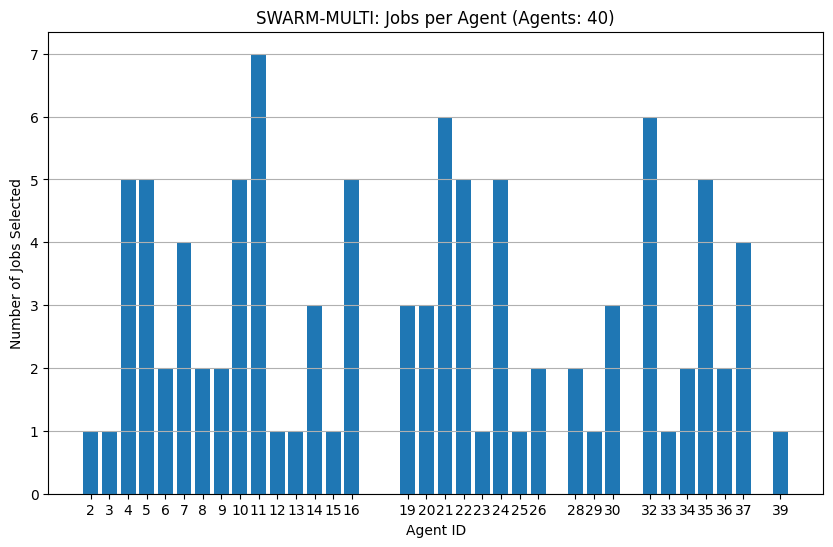 SWARM-MULTI: Jobs per Agent (Agents: 40)
Number of Jobs Selected
7
6
5
4
3
2
1
0
2 3 4 5 6 7 8 9 10 11 12 13 14 15 16 19 20 21 22 23 24 25 26 28 29 30 32 33 34 35 36 37 39
Agent ID